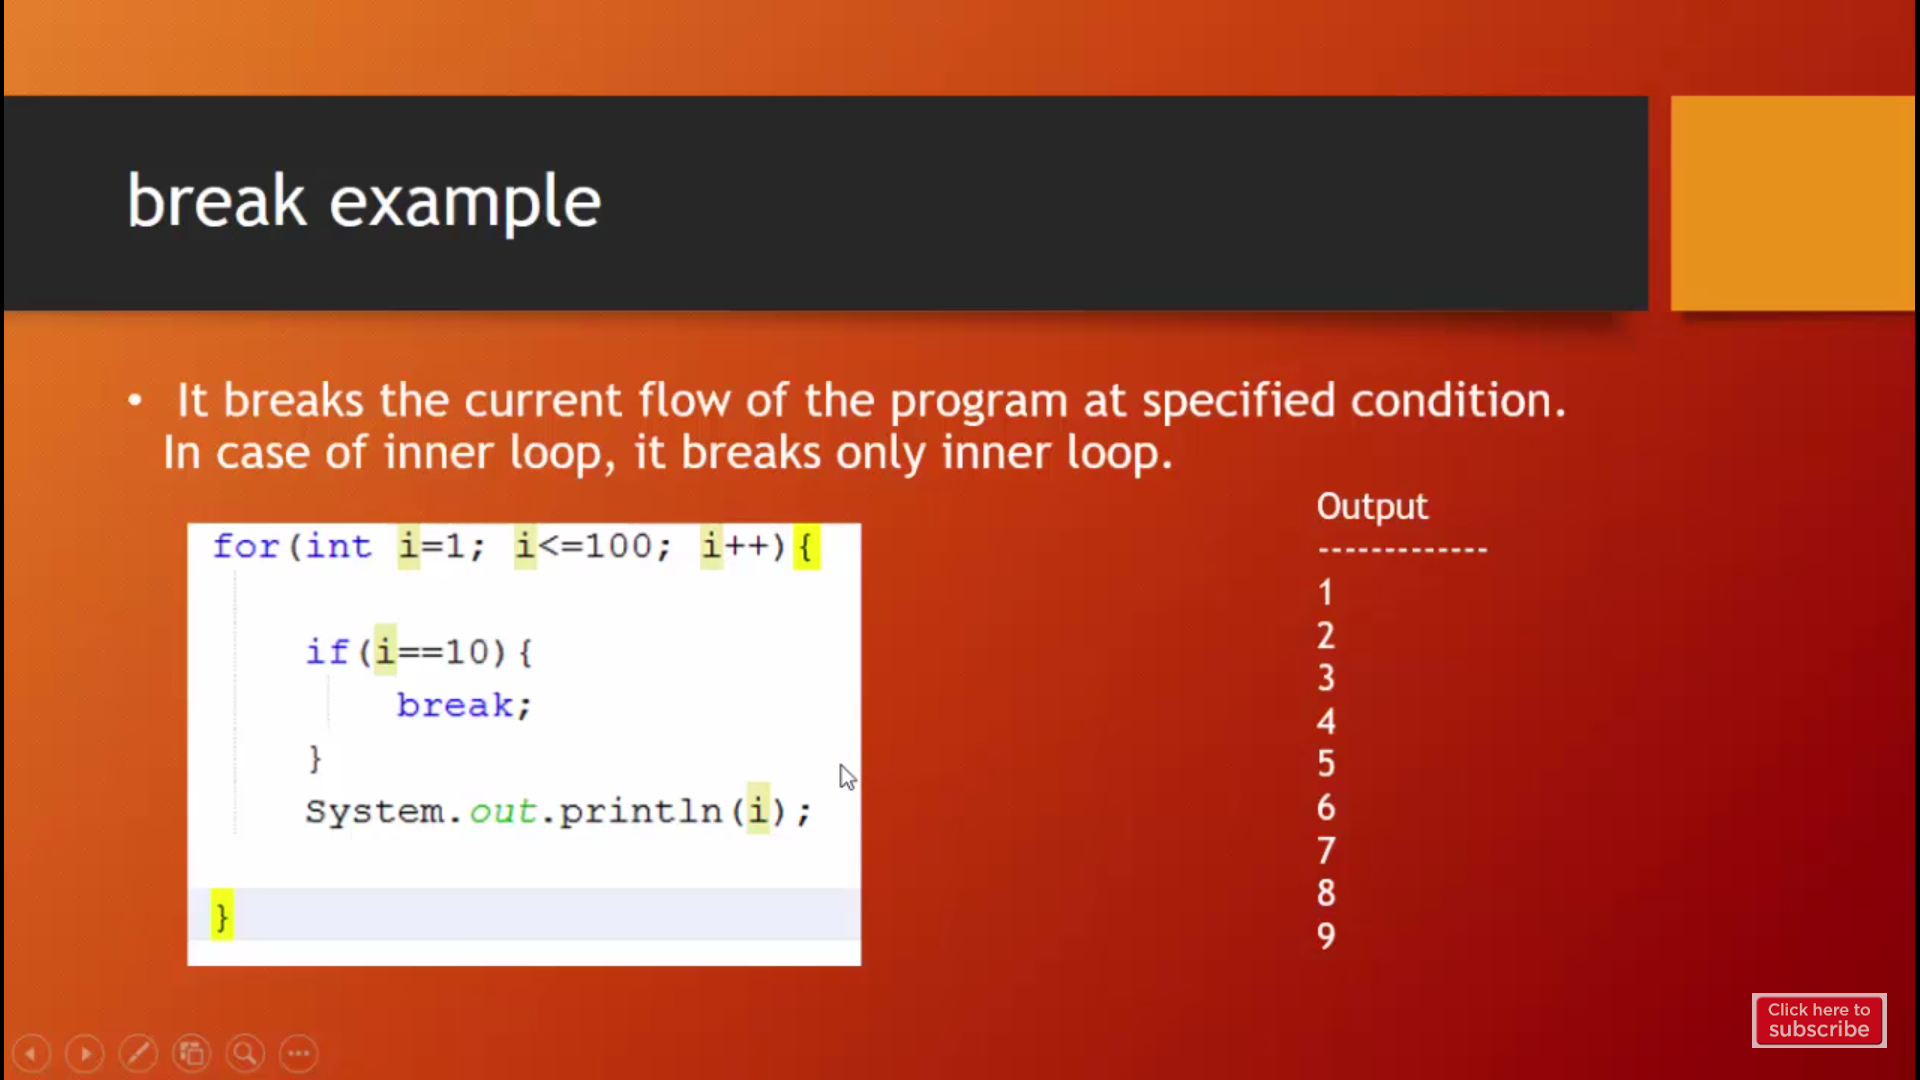 break example
• It breaks the current flow of the program at specified condition.
In case of inner loop, it breaks only inner loop.
for(int i=1; i<=100; i++){
if(i==10){
break;
}
System.out.println(i);
}
Output
-------------
1
2
3
4
5
6
7
8
9
Click here to
subscribe